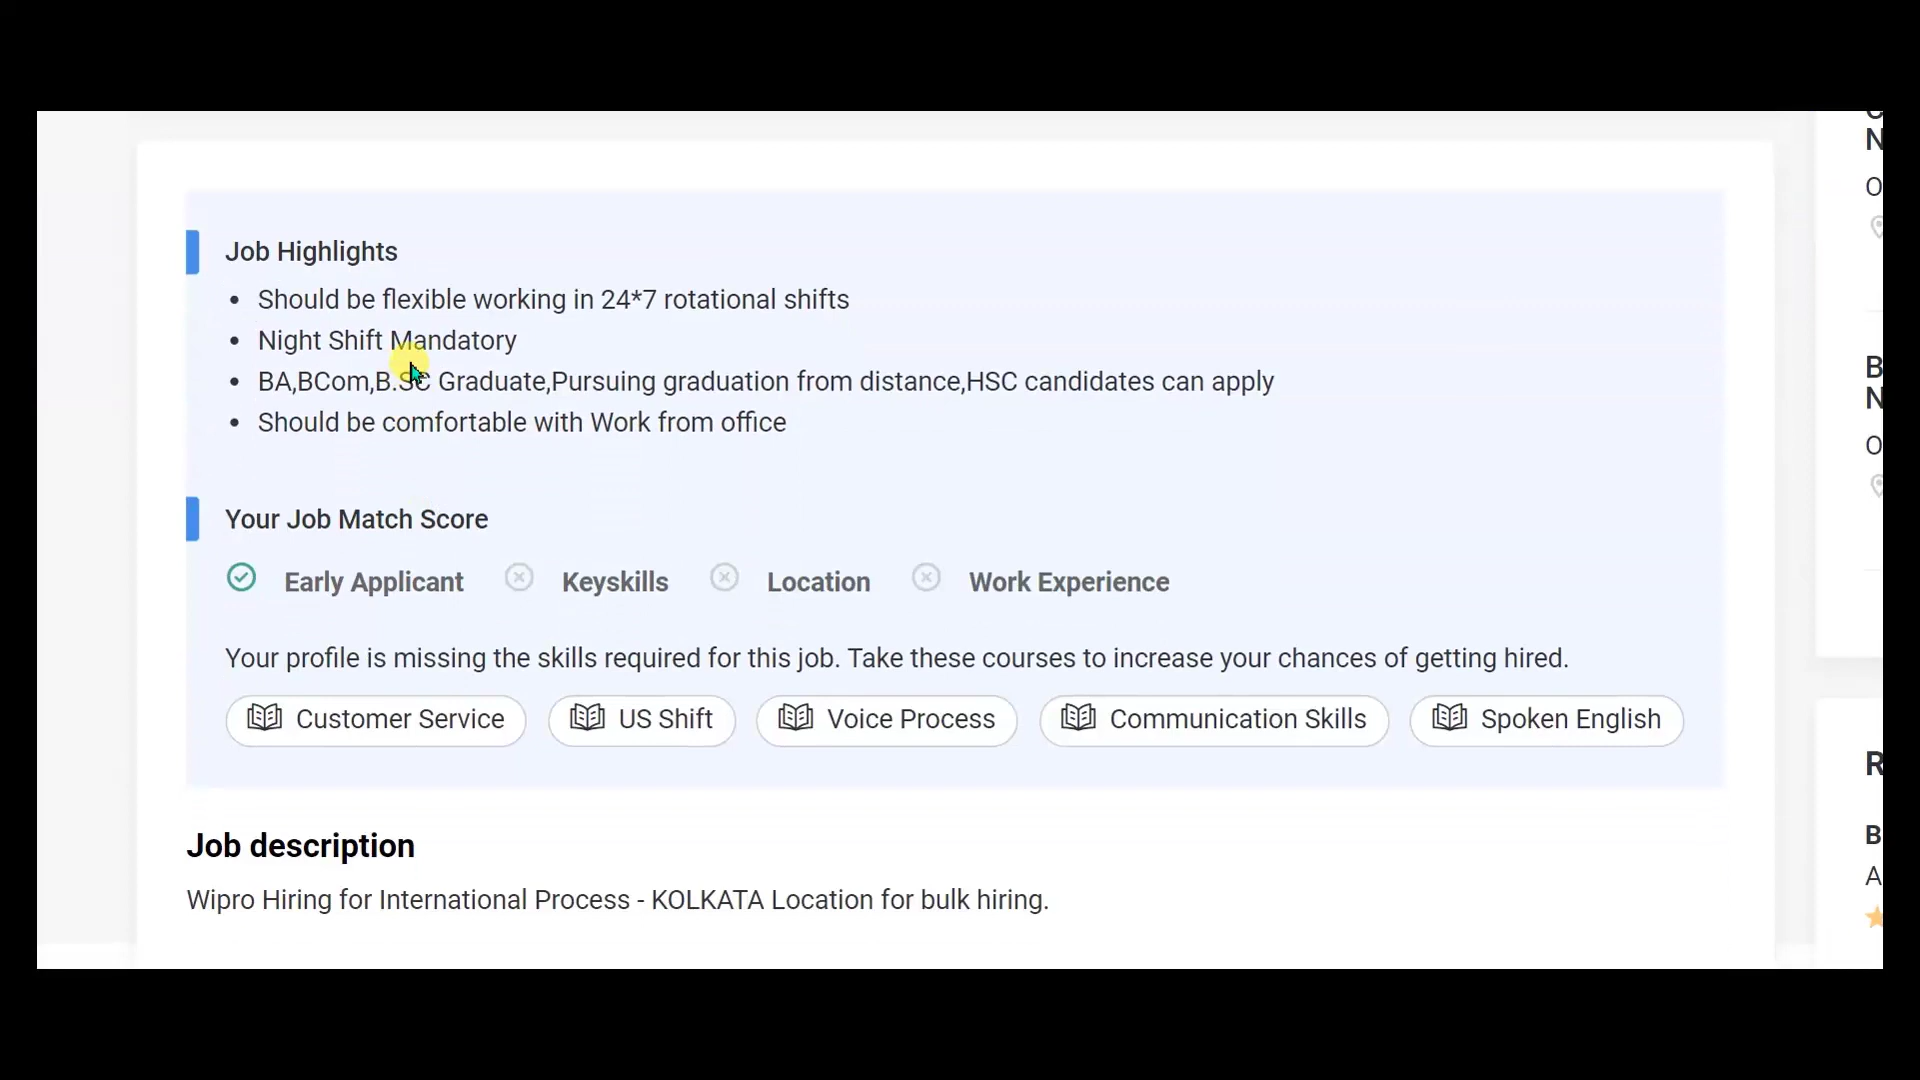 Job Highlights
Should be flexible working in 24*7 rotational shifts
Night Shift Mandatory
BA,BCom,B.Sc Graduate,Pursuing graduation from distance,HSC candidates can apply
Should be comfortable with Work from office
Your Job Match Score
Early Applicant Keyskills Location Work Experience
Your profile is missing the skills required for this job. Take these courses to increase your chances of getting hired.
Customer Service US Shift Voice Process Communication Skills Spoken English
Job description
Wipro Hiring for International Process - KOLKATA Location for bulk hiring.